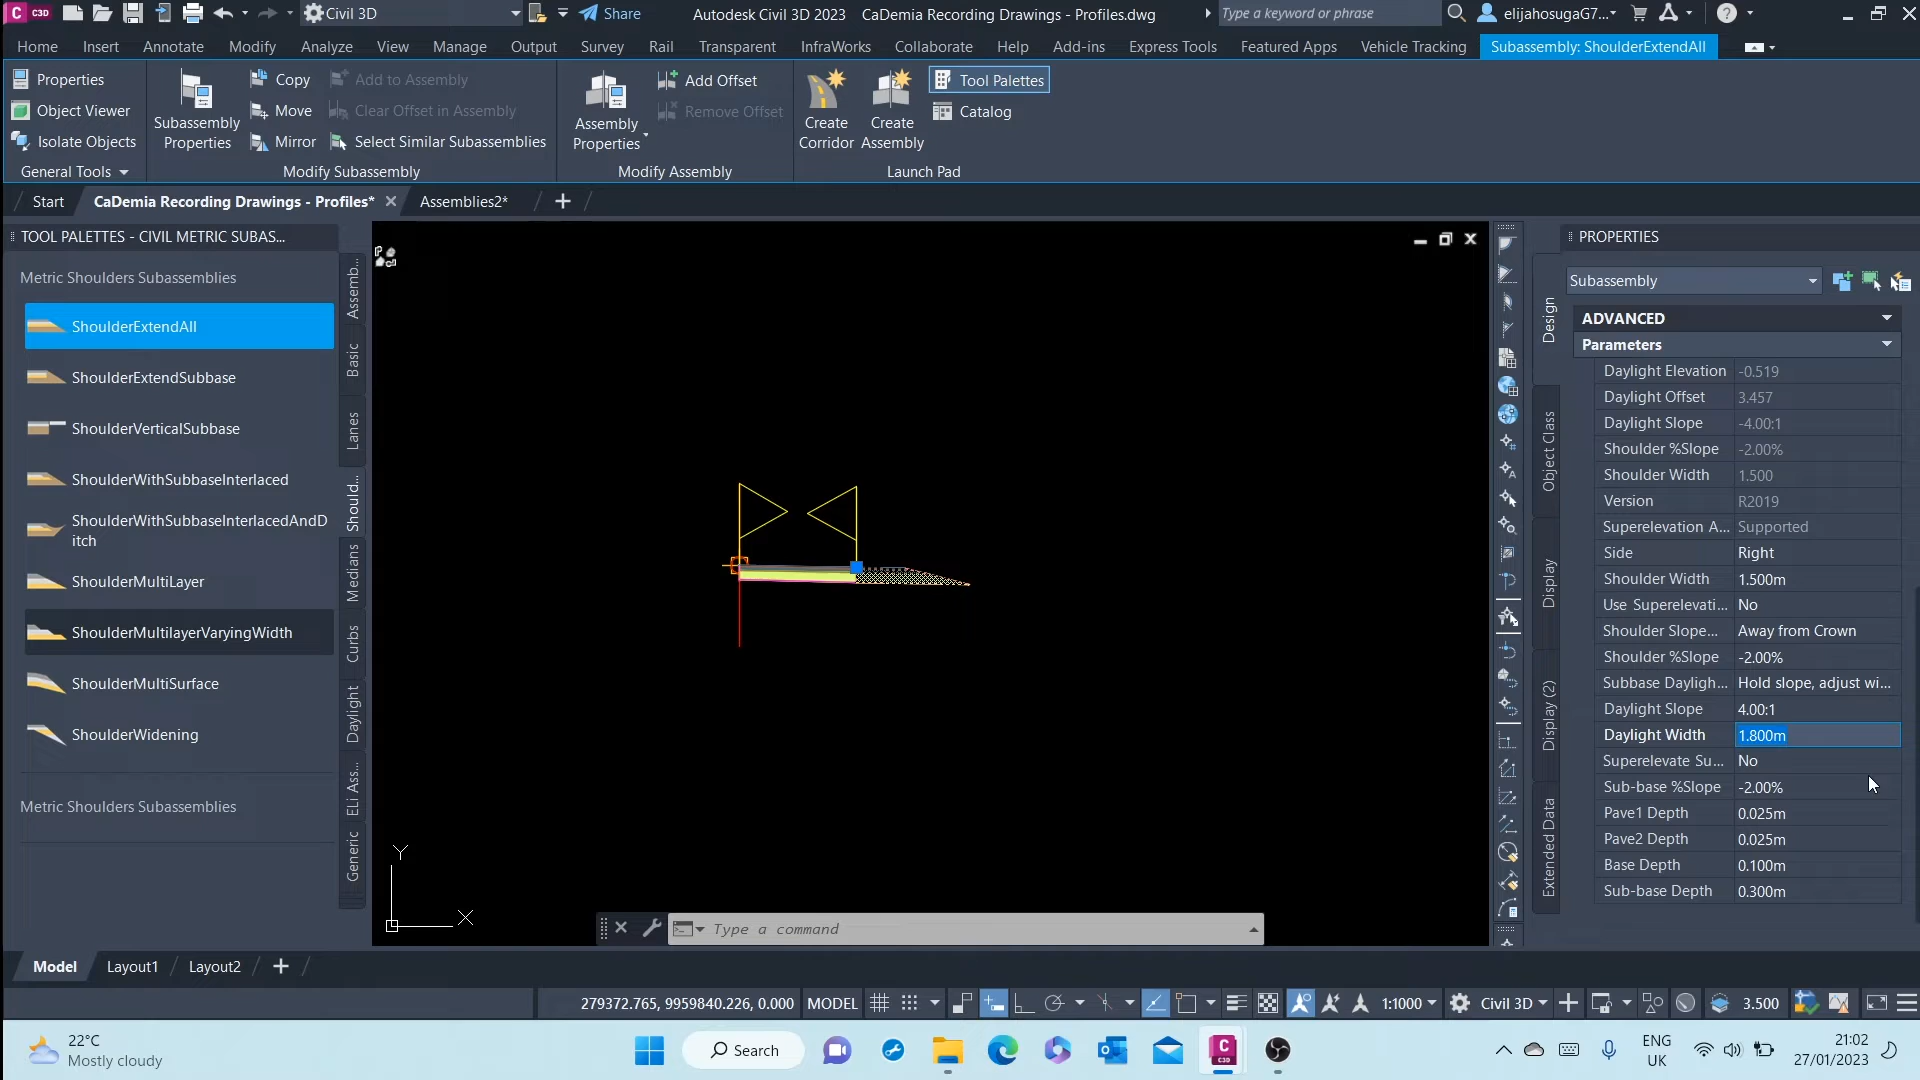 C3D
Civil 3D
Share
Autodesk Civil 3D 2023
CaDemia Recording Drawings - Profiles.dwg
Type a keyword or phrase
elijahosugaG7...
Home
Insert
Annotate
Modify
Analyze
View
Manage
Output
Survey
Rail
Transparent
InfraWorks
Collaborate
Help
Add-ins
Express Tools
Featured Apps
Vehicle Tracking
Subassembly: ShoulderExtendAll
Properties
Object Viewer
Isolate Objects
General Tools
Subassembly
Properties
Copy
Move
Mirror
Add to Assembly
Clear Offset in Assembly
Select Similar Subassemblies
Modify Subassembly
Assembly
Properties
Add Offset
Remove Offset
Modify Assembly
Create
Corridor
Create
Assembly
Tool Palettes
Catalog
Launch Pad
Start
CaDemia Recording Drawings - Profiles*
Assemblies2*
TOOL PALETTES - CIVIL METRIC SUBAS...
Metric Shoulders Subassemblies
ShoulderExtendAll
ShoulderExtendSubbase
ShoulderVerticalSubbase
ShoulderWithSubbaseInterlaced
ShoulderWithSubbaseInterlacedAndD
itch
ShoulderMultiLayer
ShoulderMultilayerVaryingWidth
ShoulderMultiSurface
ShoulderWidening
Metric Shoulders Subassemblies
Assemb...
Basic
Lanes
Should...
Medians
Curbs
Daylight
ELi Ass...
Generic
Y
X
Type a command
PROPERTIES
Subassembly
Design
Object Class
Display
Display (2)
Extended Data
ADVANCED
Parameters
Daylight Elevation -0.519
Daylight Offset 3.457
Daylight Slope -4.00:1
Shoulder %Slope -2.00%
Shoulder Width 1.500
Version R2019
Superelevation A... Supported
Side Right
Shoulder Width 1.500m
Use Superelevati... No
Shoulder Slope... Away from Crown
Shoulder %Slope -2.00%
Subbase Dayligh... Hold slope, adjust wi...
Daylight Slope 4.00:1
Daylight Width 1.800m
Superelevate Su... No
Sub-base %Slope -2.00%
Pave1 Depth 0.025m
Pave2 Depth 0.025m
Base Depth 0.100m
Sub-base Depth 0.300m
Model
Layout1
Layout2
279372.765, 9959840.226, 0.000
MODEL
1:1000
Civil 3D
3.500
22°C
Mostly cloudy
Search
ENG
UK
21:02
27/01/2023